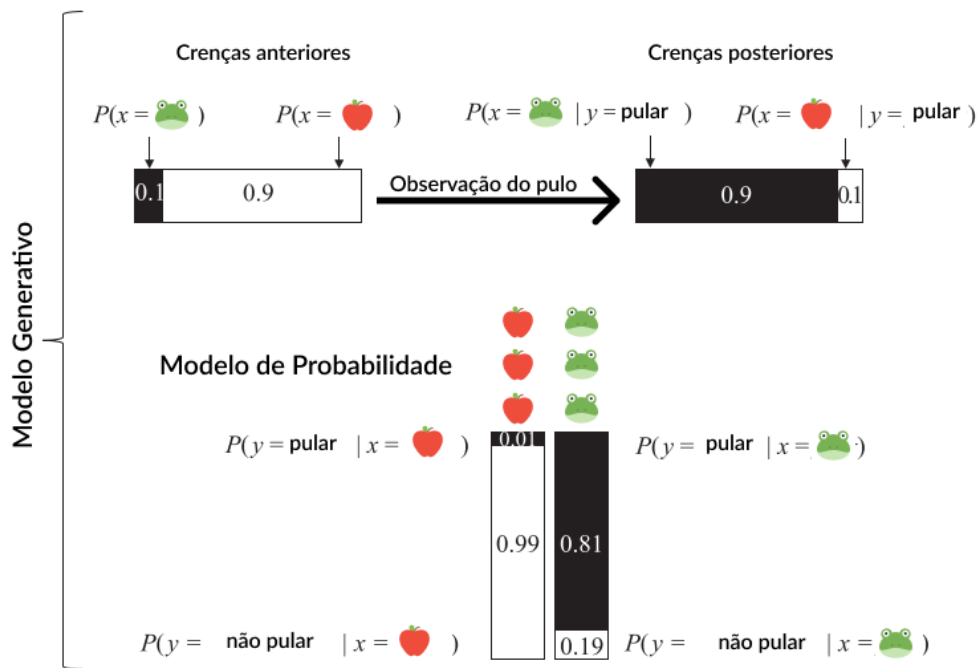 Modelo Generativo
Crenças anteriores
Crenças posteriores
P(x = )
P(x = )
P(x = | y = pular )
P(x = | y = pular )
0.1
0.9
Observação do pulo
0.9
0.1
Modelo de Probabilidade
P(y = pular | x = )
0.01
P(y = pular | x = )
0.99
0.81
P(y = não pular | x = )
0.19
P(y = não pular | x = )